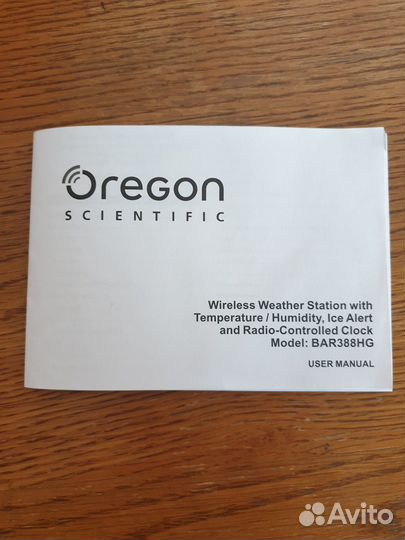 Oregon
SCIENTIFIC
Wireless Weather Station with
Temperature / Humidity, Ice Alert
and Radio-Controlled Clock
Model: BAR388HG
USER MANUAL
Avito